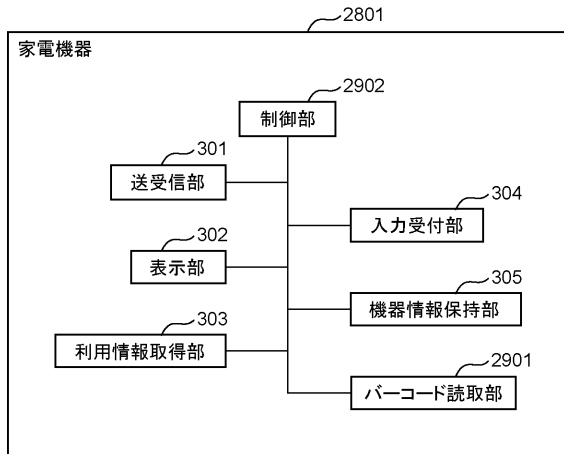 2801
家電機器
2902
制御部
301
送受信部
304
入力受付部
302
表示部
305
機器情報保持部
303
利用情報取得部
2901
バーコード読取部